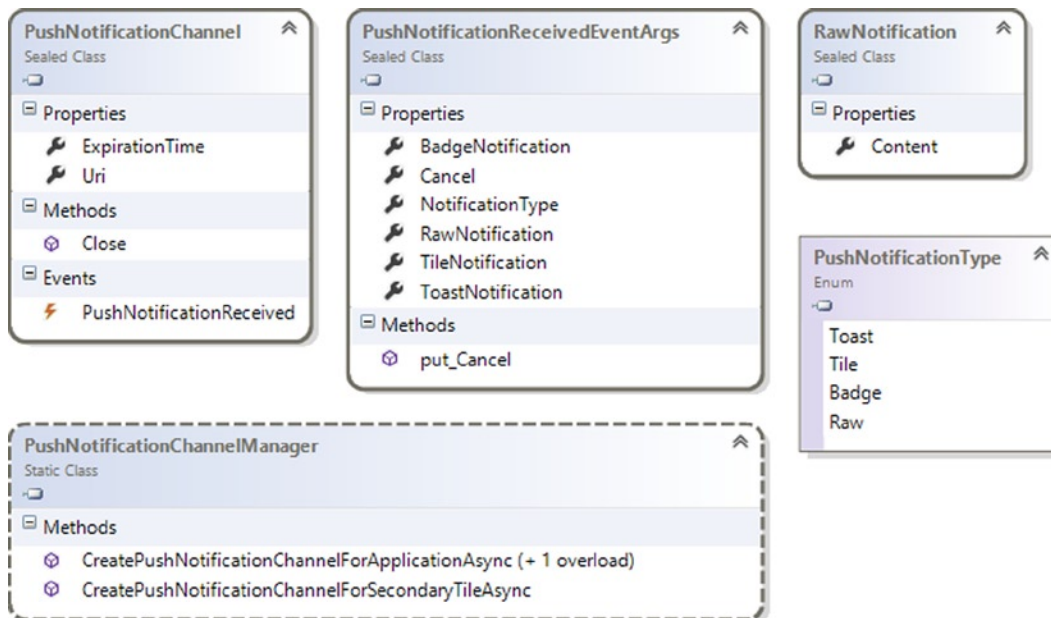 PushNotificationChannel
Sealed Class
Properties
ExpirationTime
Uri
Methods
Close
Events
PushNotificationReceived
PushNotificationReceivedEventArgs
Sealed Class
Properties
BadgeNotification
Cancel
NotificationType
RawNotification
TileNotification
ToastNotification
Methods
put_Cancel
RawNotification
Sealed Class
Properties
Content
PushNotificationType
Enum
Toast
Tile
Badge
Raw
PushNotificationChannelManager
Static Class
Methods
CreatePushNotificationChannelForApplicationAsync (+ 1 overload)
CreatePushNotificationChannelForSecondaryTileAsync